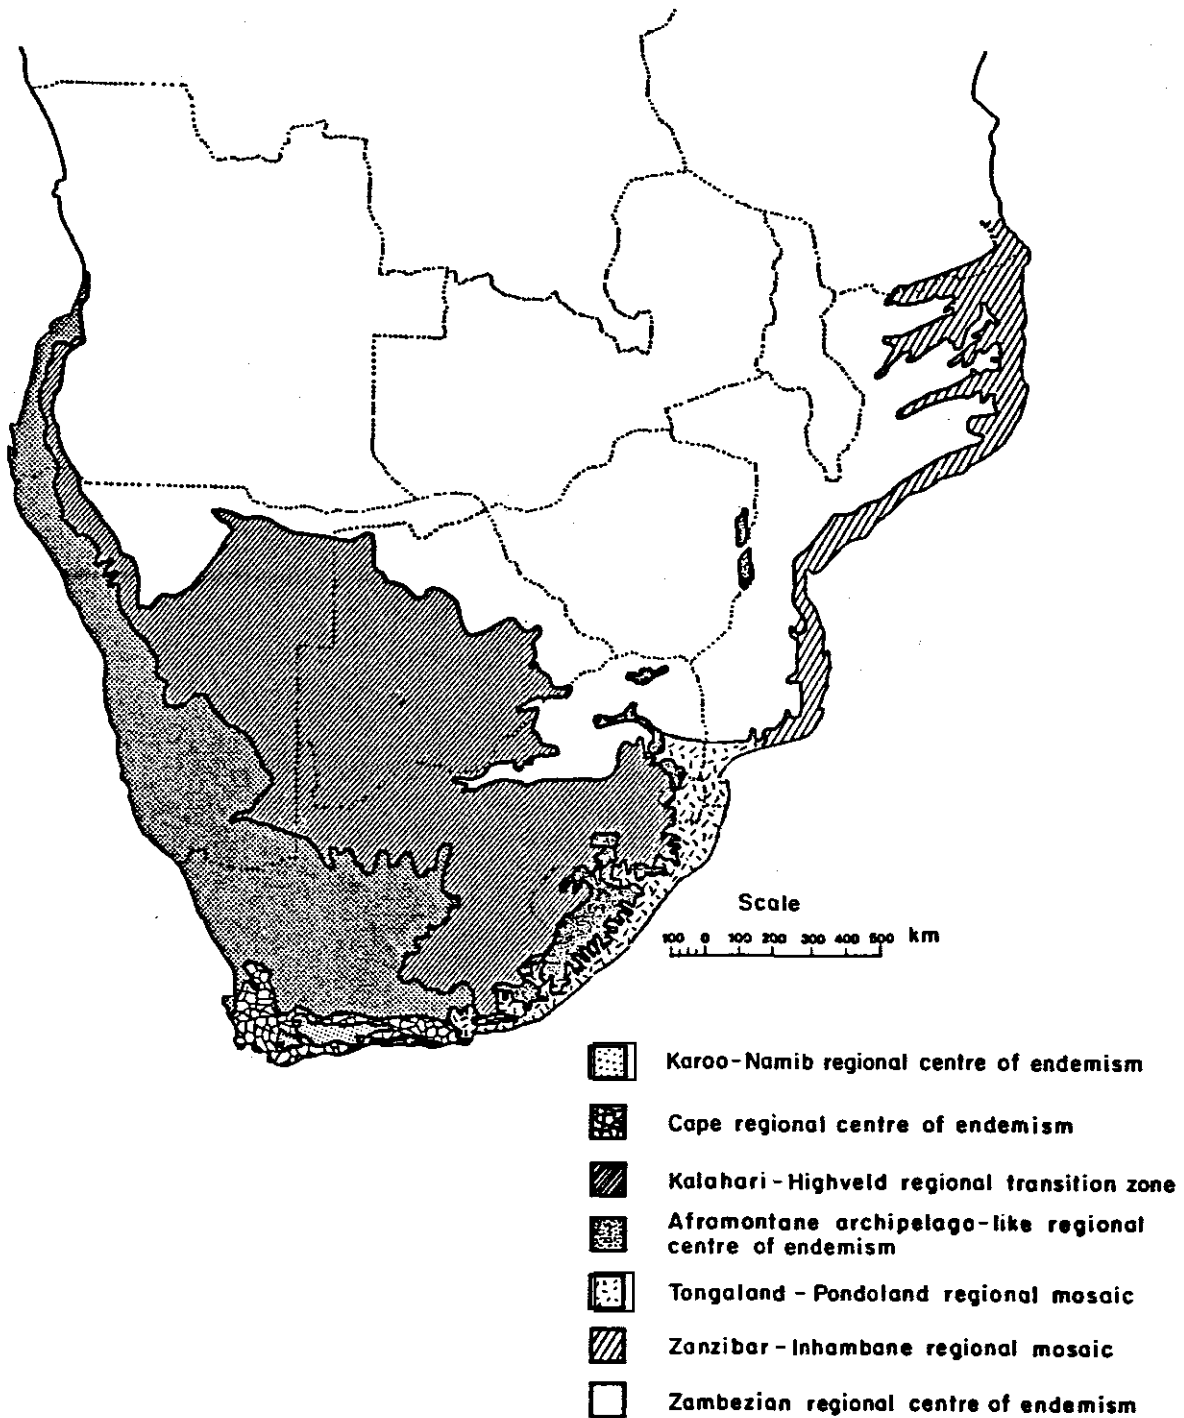 Scale
100 0 100 200 300 400 500 km
Karoo-Namib regional centre of endemism
Cape regional centre of endemism
Kalahari-Highveld regional transition zone
Aframontane archipelago-like regional
centre of endemism
Tongaland-Pondoland regional mosaic
Zanzibar-Inhambane regional mosaic
Zambezian regional centre of endemism